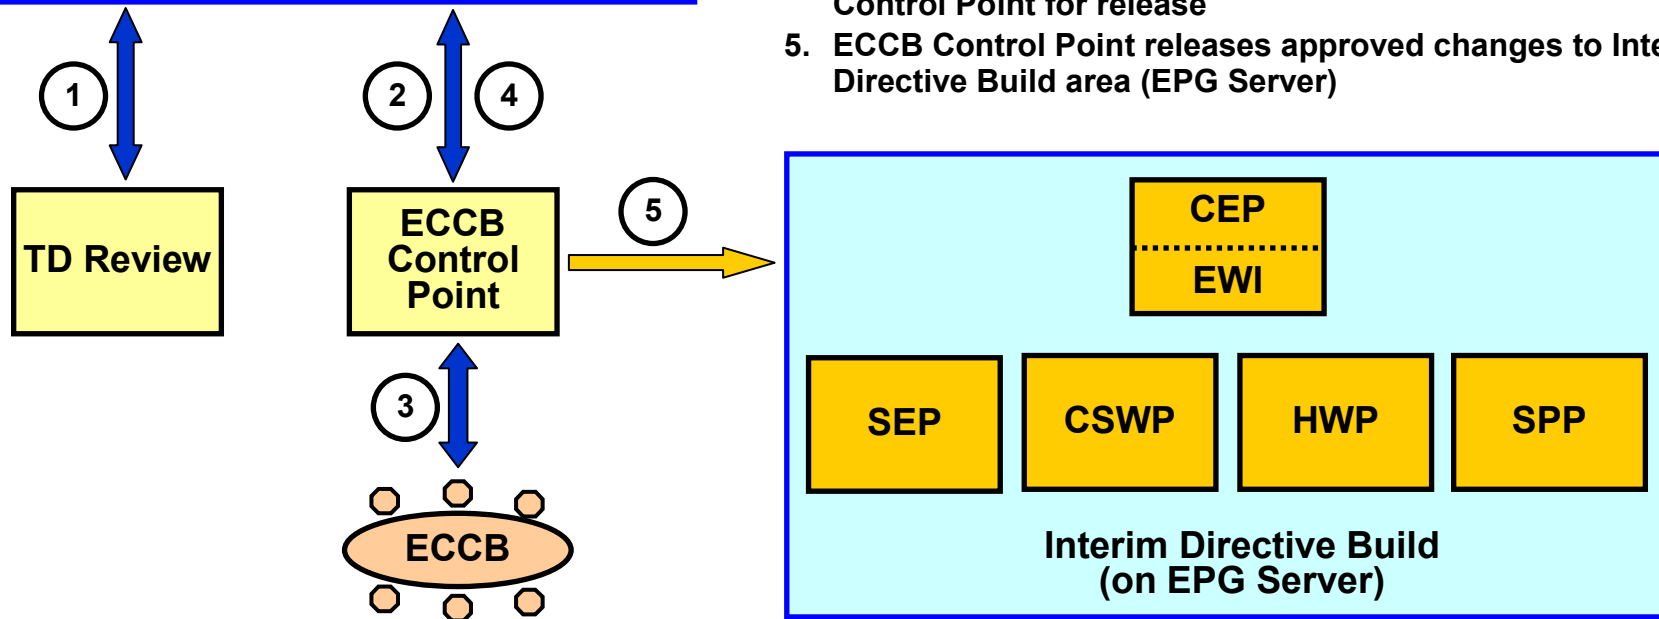 Control Point for release
5. ECCB Control Point releases approved changes to Inte
Directive Build area (EPG Server)
1
2
4
TD Review
ECCB
Control
Point
5
CEP
EWI
3
SEP
CSWP
HWP
SPP
ECCB
Interim Directive Build
(on EPG Server)